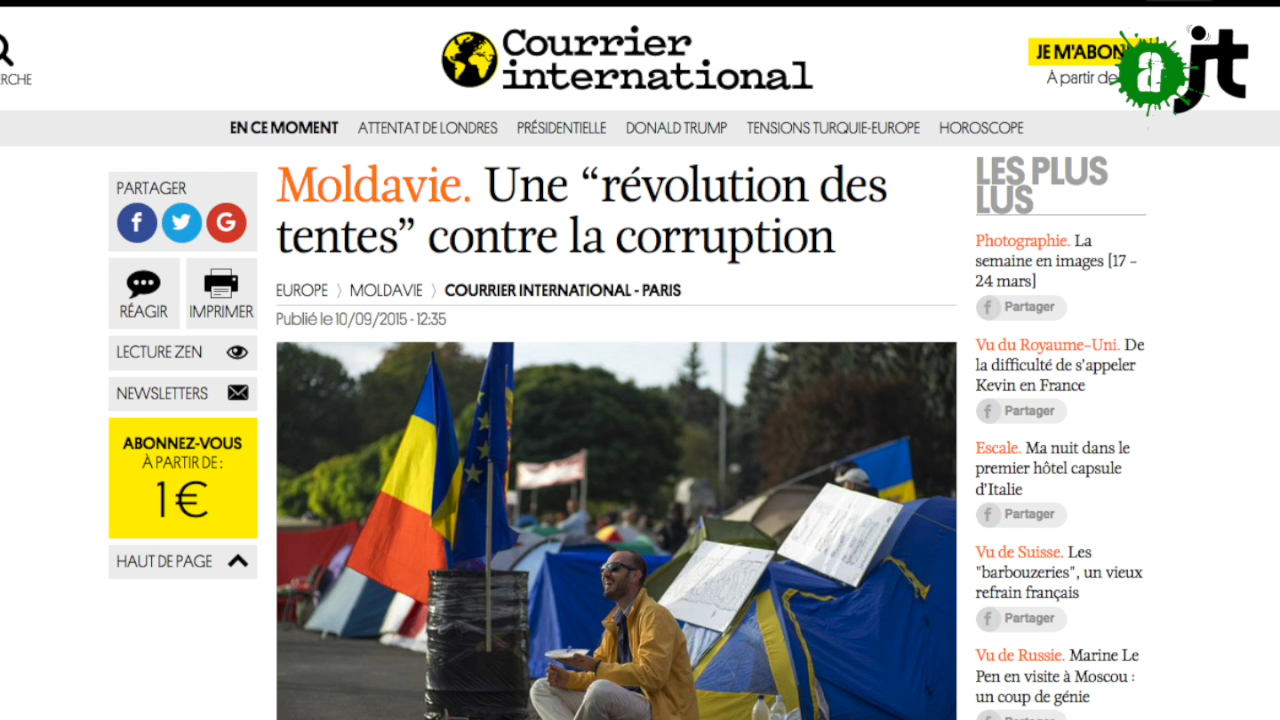 Courrier
international
ERCHE
JE M'ABON
À partir de
a
jt
EN CE MOMENT ATTENTAT DE LONDRES PRÉSIDENTIELLE DONALD TRUMP TENSIONS TURQUIE-EUROPE HOROSCOPE
PARTAGER
RÉAGIR IMPRIMER
LECTURE ZEN
NEWSLETTERS
ABONNEZ-VOUS
À PARTIR DE :
1€
HAUT DE PAGE
Moldavie. Une “révolution des
tentes” contre la corruption
EUROPE 〉 MOLDAVIE 〉 COURRIER INTERNATIONAL - PARIS
Publié le 10/09/2015 - 12:35
LES PLUS
LUS
Photographie. La
semaine en images [17 –
24 mars]
Partager
Vu du Royaume-Uni. De
la difficulté de s’appeler
Kevin en France
Partager
Escale. Ma nuit dans le
premier hôtel capsule
d’Italie
Partager
Vu de Suisse. Les
"barbouzeries", un vieux
refrain français
Partager
Vu de Russie. Marine Le
Pen en visite à Moscou :
un coup de génie